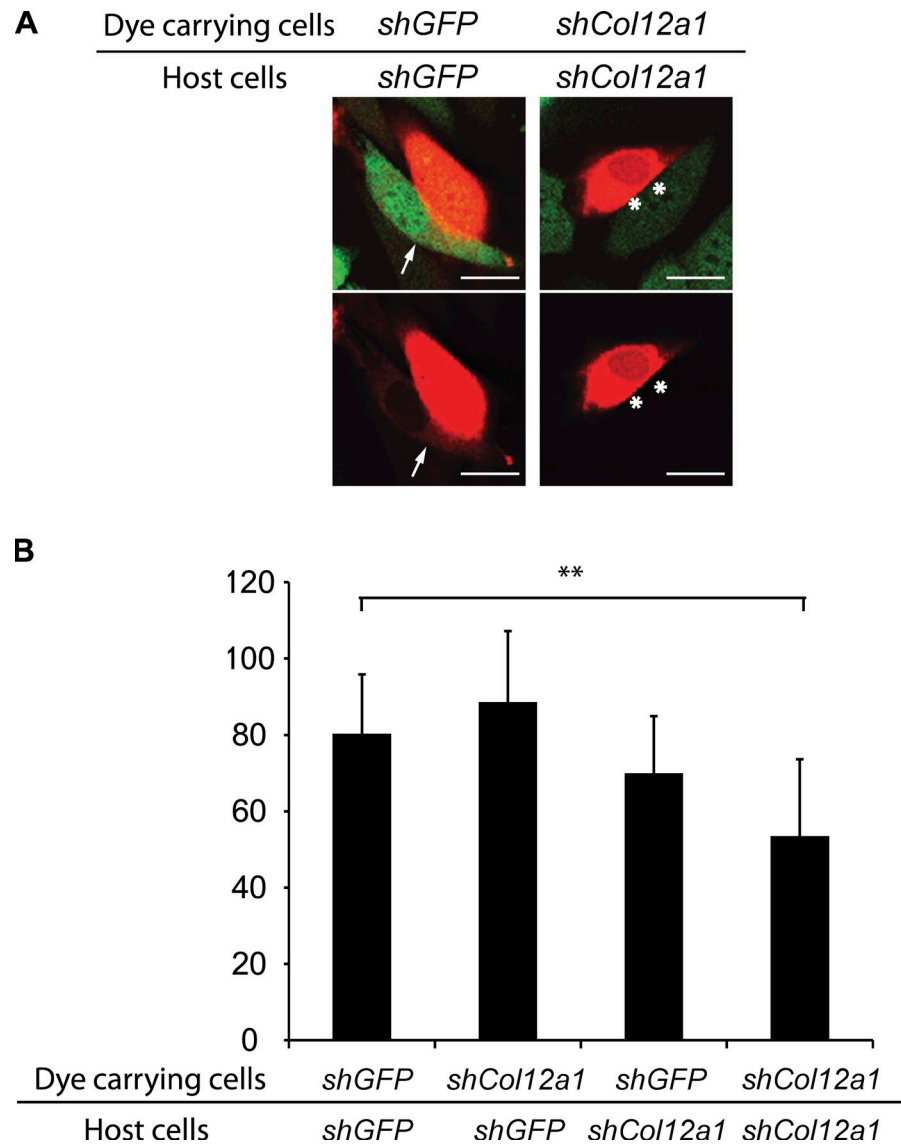 A
Dye carrying cells shGFP shCol12a1
Host cells shGFP shCol12a1
* *
* *
B
**
120
100
80
60
40
20
0
Dye carrying cells shGFP shCol12a1 shGFP shCol12a1
Host cells shGFP shGFP shCol12a1 shCol12a1